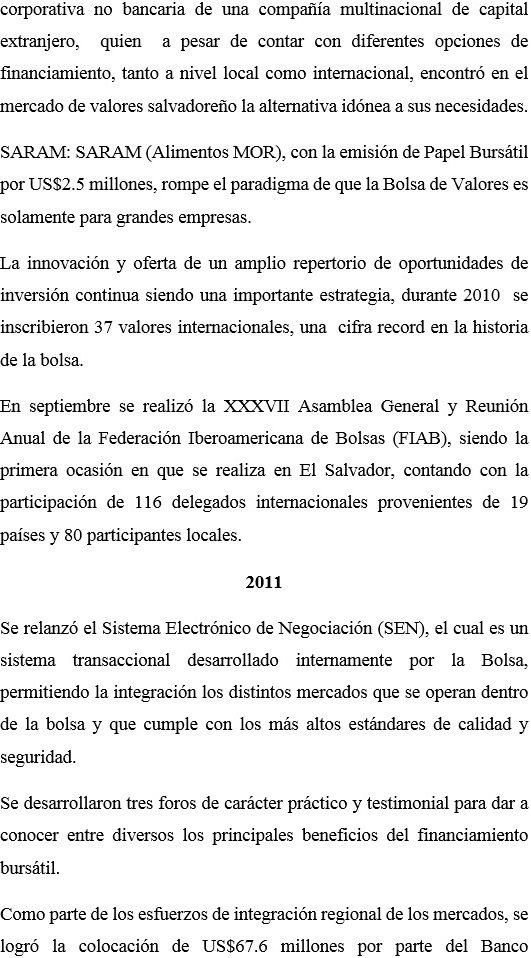 corporativa no bancaria de una compañía multinacional de capital
extranjero, quien a pesar de contar con diferentes opciones de
financiamiento, tanto a nivel local como internacional, encontró en el
mercado de valores salvadoreño la alternativa idónea a sus necesidades.
SARAM: SARAM (Alimentos MOR), con la emisión de Papel Bursátil
por US$2.5 millones, rompe el paradigma de que la Bolsa de Valores es
solamente para grandes empresas.
La innovación y oferta de un amplio repertorio de oportunidades de
inversión continua siendo una importante estrategia, durante 2010 se
inscribieron 37 valores internacionales, una cifra record en la historia
de la bolsa.
En septiembre se realizó la XXXVII Asamblea General y Reunión
Anual de la Federación Iberoamericana de Bolsas (FIAB), siendo la
primera ocasión en que se realiza en El Salvador, contando con la
participación de 116 delegados internacionales provenientes de 19
países y 80 participantes locales.
2011
Se relanzó el Sistema Electrónico de Negociación (SEN), el cual es un
sistema transaccional desarrollado internamente por la Bolsa,
permitiendo la integración los distintos mercados que se operan dentro
de la bolsa y que cumple con los más altos estándares de calidad y
seguridad.
Se desarrollaron tres foros de carácter práctico y testimonial para dar a
conocer entre diversos los principales beneficios del financiamiento
bursátil.
Como parte de los esfuerzos de integración regional de los mercados, se
logró la colocación de US$67.6 millones por parte del Banco